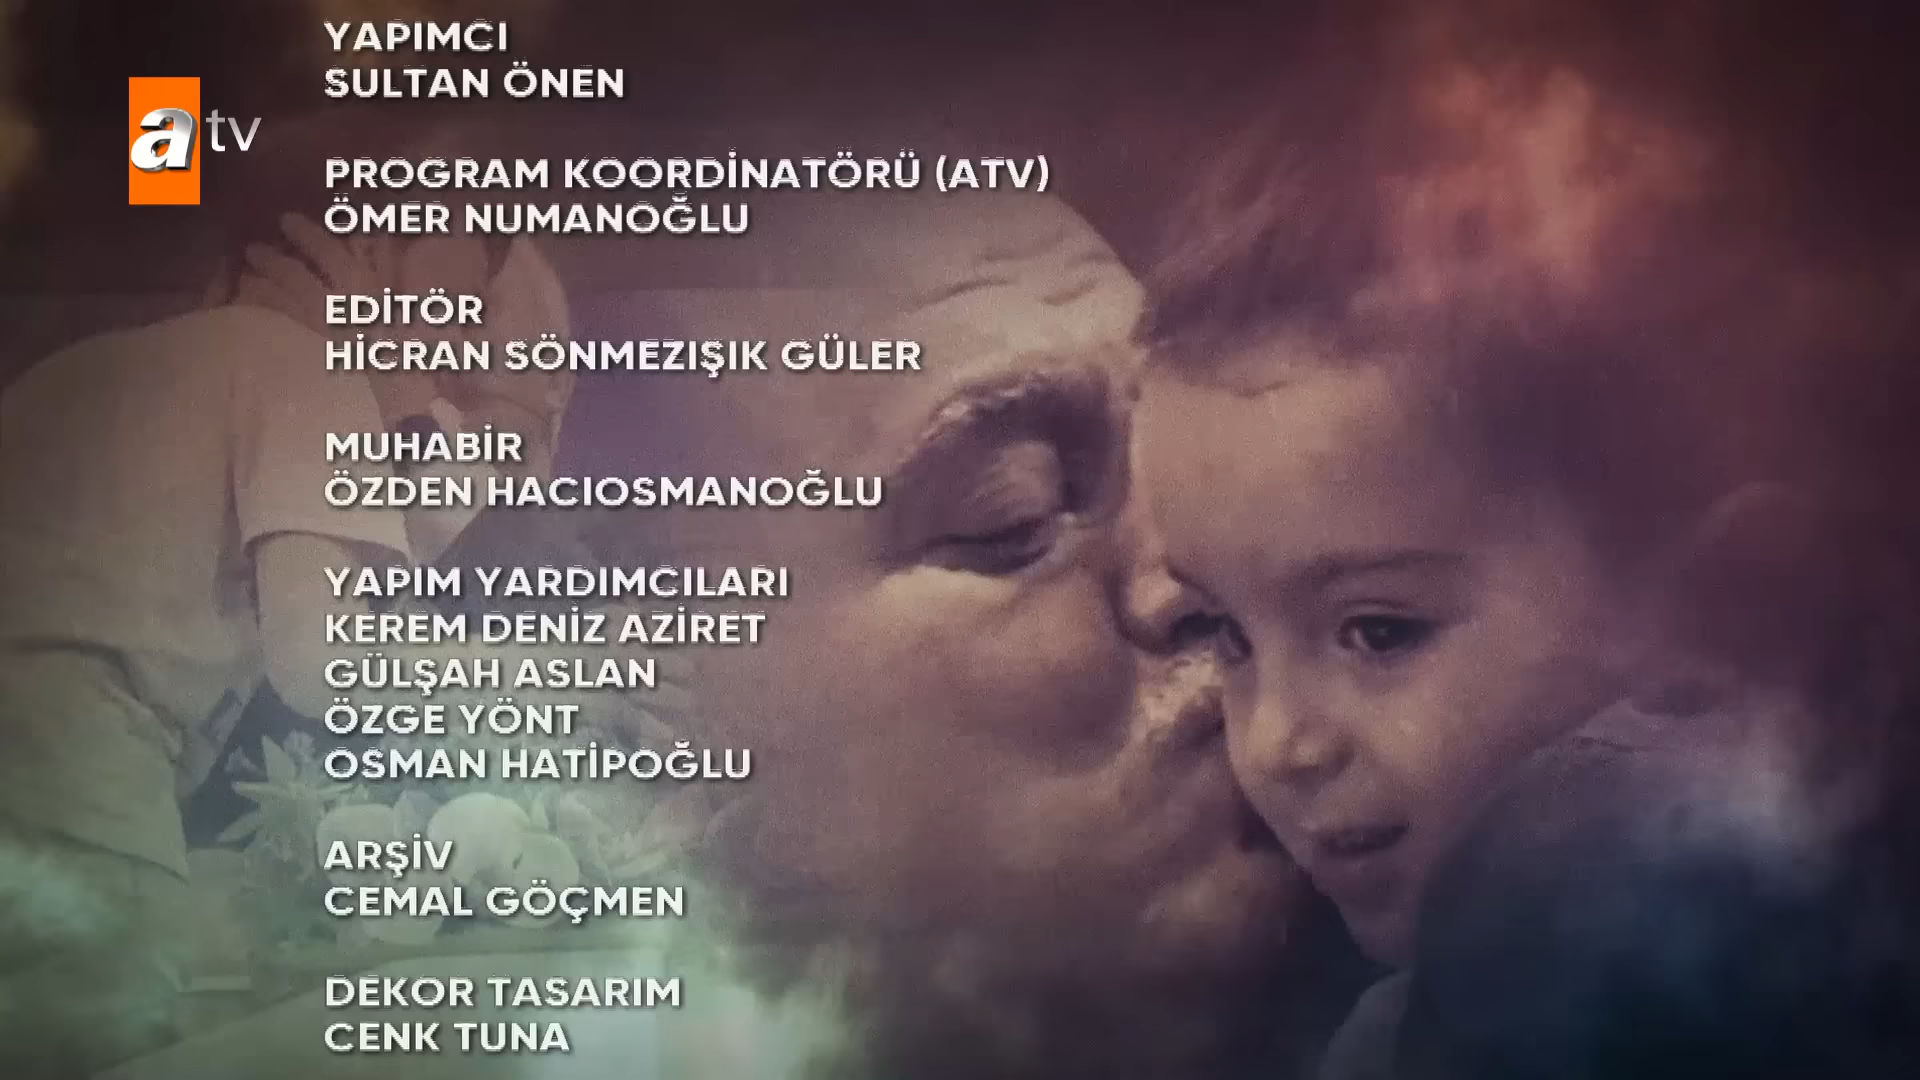 YAPIMCI
SULTAN ÖNEN
atv
PROGRAM KOORDİNATÖRÜ (ATV)
ÖMER NUMANOĞLU
EDİTÖR
HİCRAN SÖNMEZIŞIK GÜLER
MUHABİR
ÖZDEN HACIOSMANOĞLU
YAPIM YARDIMCILARI
KEREM DENİZ AZİRET
GÜLŞAH ASLAN
ÖZGE YÖNT
OSMAN HATİPOĞLU
ARŞİV
CEMAL GÖÇMEN
DEKOR TASARIM
CENK TUNA